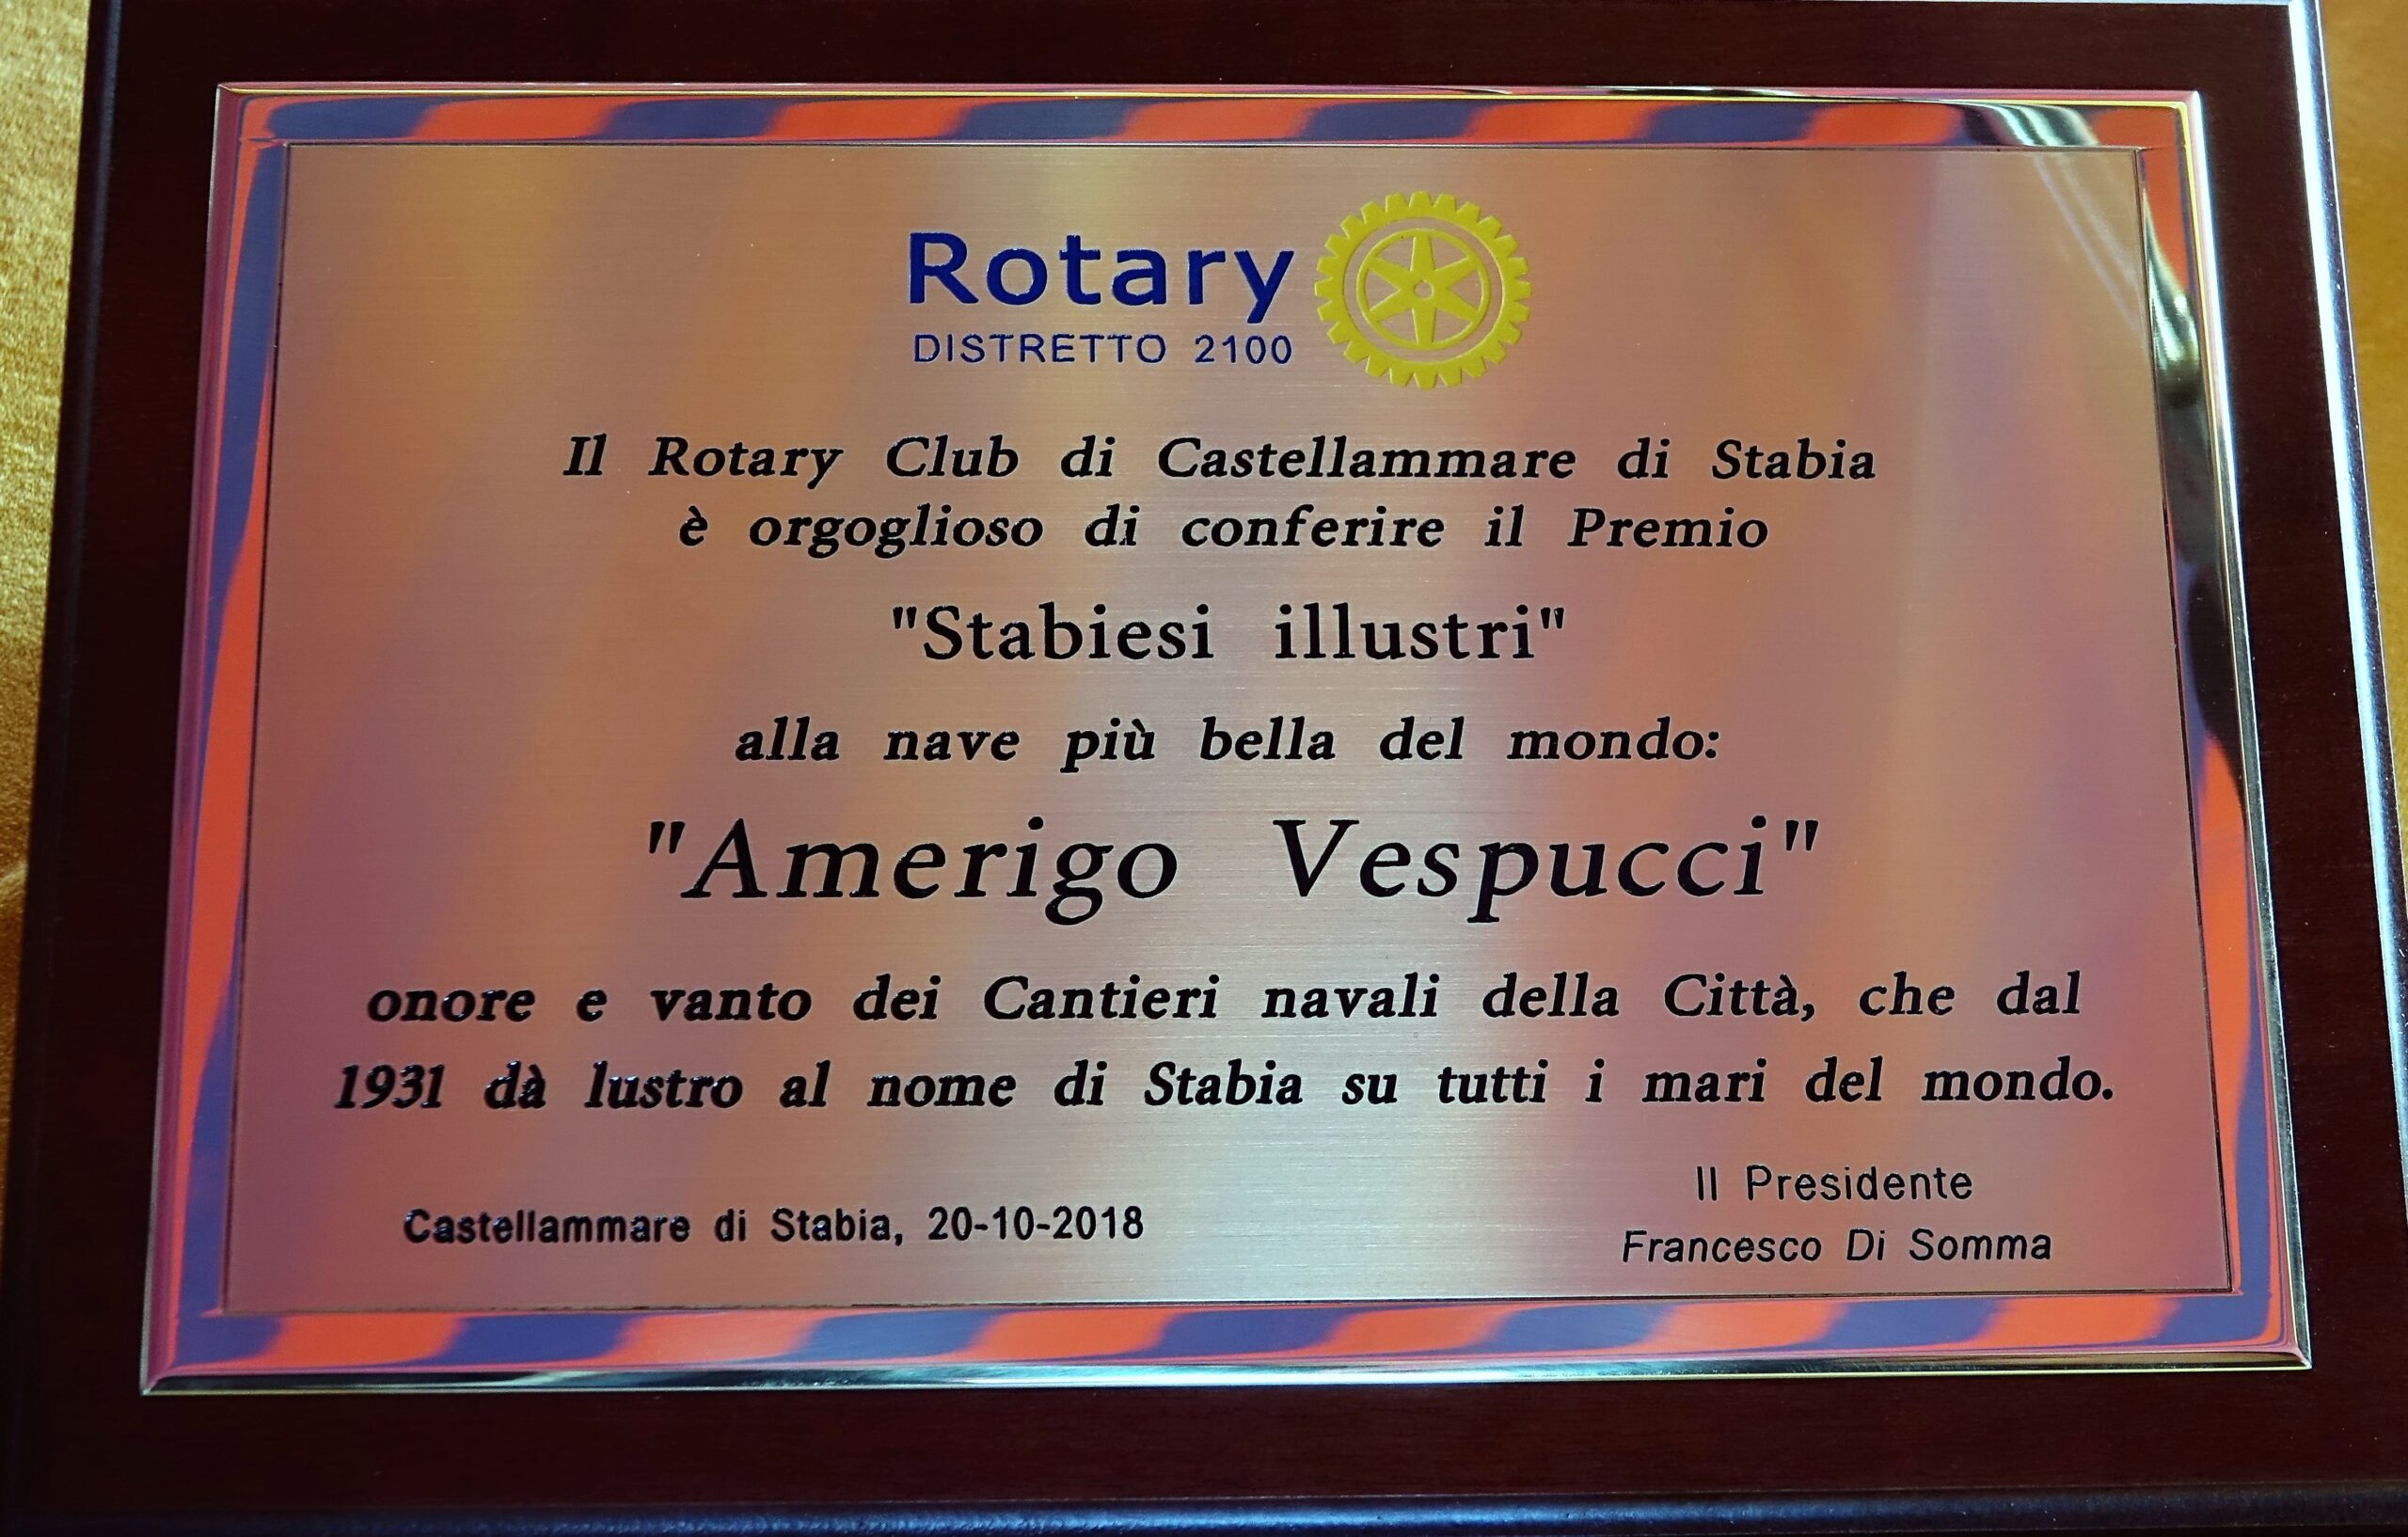 Rotary
DISTRETTO 2100
Il Rotary Club di Castellammare di Stabia
è orgoglioso di conferire il Premio
"Stabiesi illustri"
alla nave più bella del mondo:
"Amerigo Vespucci"
onore e vanto dei Cantieri navali della Città, che dal
1931 dà lustro al nome di Stabia su tutti i mari del mondo.
Castellammare di Stabia, 20-10-2018
Il Presidente
Francesco Di Somma